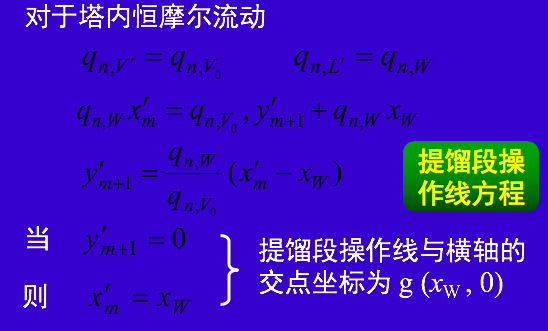 对于塔内恒摩尔流动
q_{n,V'} = q_{n,V_0}  q_{n,L'} = q_{n,W}
q_{n,W} x'_m = q_{n,V_0}, y'_{m+1} + q_{n,W} x_W
y'_{m+1} = \frac{q_{n,W}}{q_{n,V_0}} (x'_m - x_W)
提馏段操
作线方程
当 y'_{m+1} = 0
则 x'_m = x_W
提馏段操作线与横轴的
交点坐标为 g (x_W , 0)